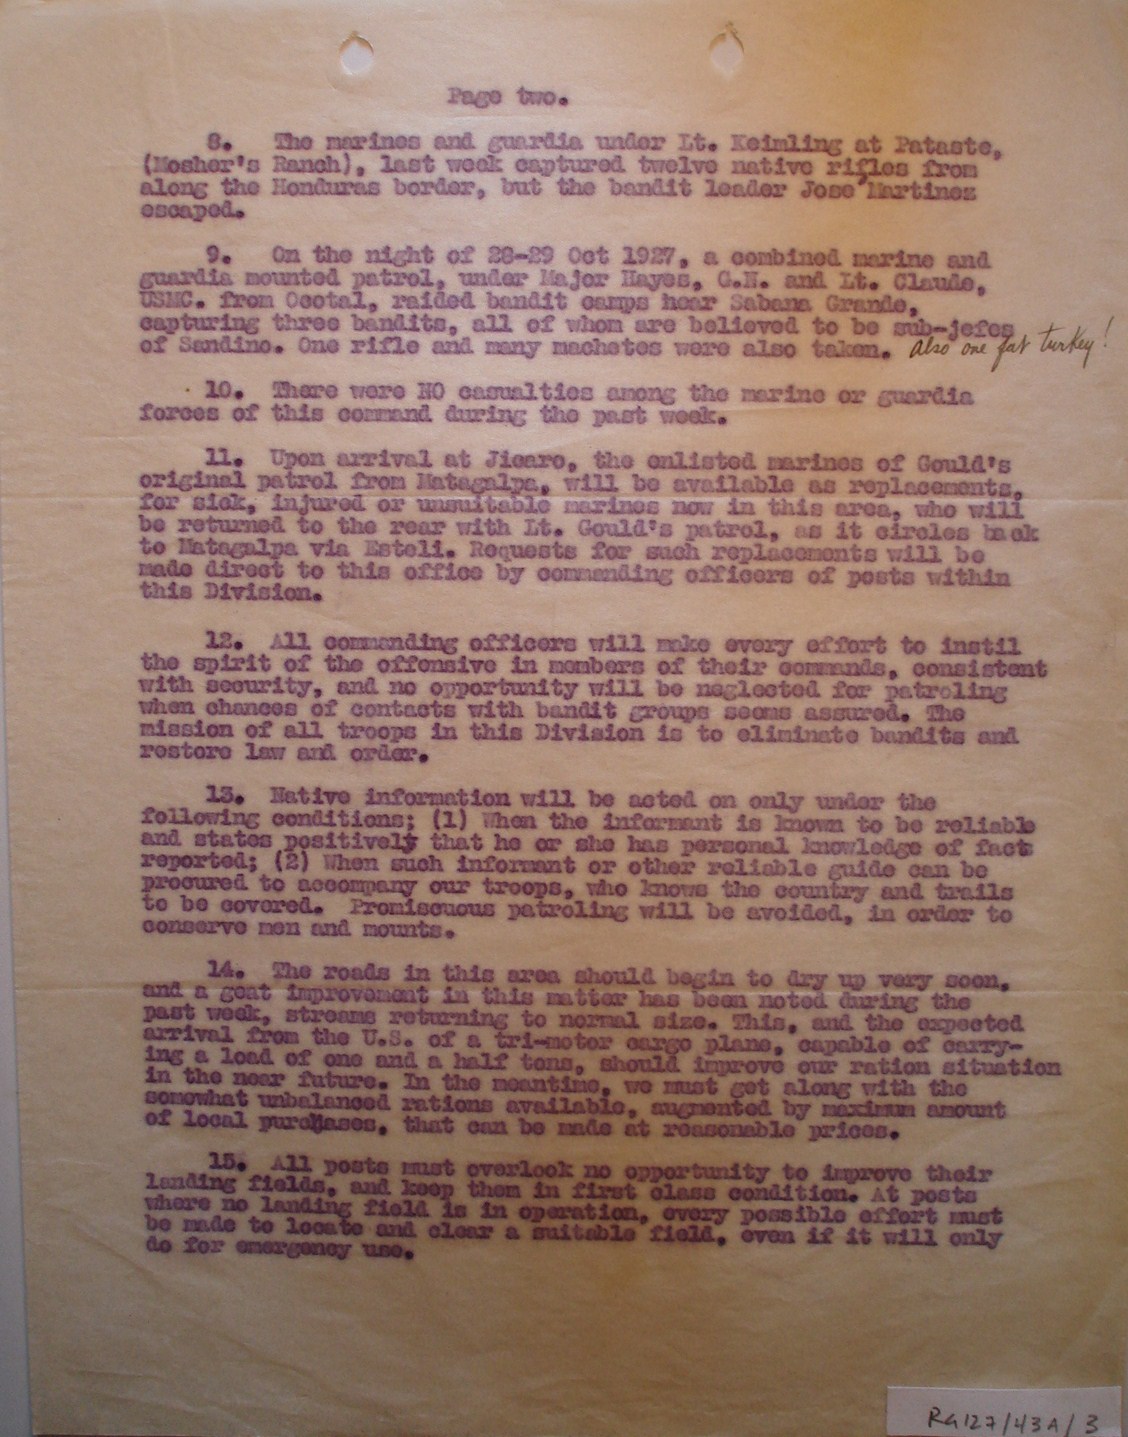 Page two.
8. The marines and guardia under Lt. Keimling at Pataste,
(Mosher's Ranch), last week captured twelve native rifles from
along the Honduras border, but the bandit leader Jose Martinez
escaped.
9. On the night of 28-29 Oct 1927, a combined marine and
guardia mounted patrol, under Major Hayes, G.N. and Lt. Claude,
USMC. from Ocotal, raided bandit camps near Sabana Grande,
capturing three bandits, all of whom are believed to be sub-jefes
of Sandino. One rifle and many machetes were also taken. also one fat turkey!
10. There were NO casualties among the marine or guardia
forces of this command during the past week.
11. Upon arrival at Jicaro, the enlisted marines of Gould's
original patrol from Matagalpa, will be available as replacements,
for sick, injured or unsuitable marines now in this area, who will
be returned to the rear with Lt. Gould's patrol, as it circles back
to Matagalpa via Esteli. Requests for such replacements will be
made direct to this office by commanding officers of posts within
this Division.
12. All commanding officers will make every effort to instil
the spirit of the offensive in members of their commands, consistent
with security, and no opportunity will be neglected for patroling
when chances of contacts with bandit groups seems assured. The
mission of all troops in this Division is to eliminate bandits and
restore law and order.
13. Native information will be acted on only under the
following conditions; (1) When the informant is known to be reliable
and states positively that he or she has personal knowledge of facts
reported; (2) When such informant or other reliable guide can be
procured to accompany our troops, who knows the country and trails
to be covered. Promiscuous patroling will be avoided, in order to
conserve men and mounts.
14. The roads in this area should begin to dry up very soon,
and a geat improvement in this matter has been noted during the
past week, streams returning to normal size. This, and the expected
arrival from the U.S. of a tri-motor cargo plane, capable of carry-
ing a load of one and a half tons, should improve our ration situation
in the near future. In the meantime, we must get along with the
somewhat unbalanced rations available, augmented by maximum amount
of local purchases, that can be made at reasonable prices.
15. All posts must overlook no opportunity to improve their
landing fields, and keep them in first class condition. At posts
where no landing field is in operation, every possible effort must
be made to locate and clear a suitable field, even if it will only
do for emergency use.
RG127/43A/3